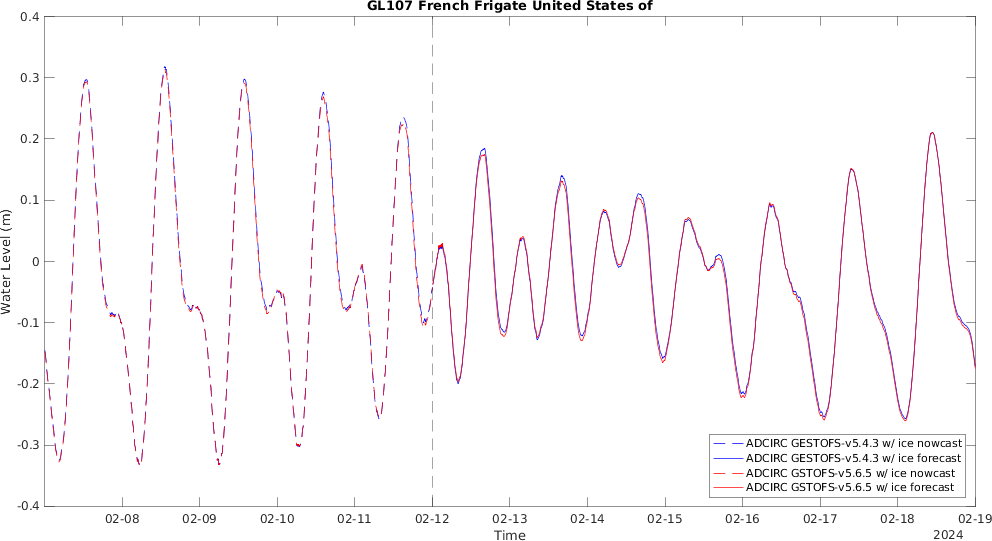 GL107 French Frigate United States of
0.4
0.3
0.2
0.1
0
-0.1
-0.2
-0.3
-0.4
Water Level (m)
02-08 02-09 02-10 02-11 02-12 02-13 02-14 02-15 02-16 02-17 02-18 02-19
Time
2024
ADCIRC GESTOFS-v5.4.3 w/ ice nowcast
ADCIRC GESTOFS-v5.4.3 w/ ice forecast
ADCIRC GSTOFS-v5.6.5 w/ ice nowcast
ADCIRC GSTOFS-v5.6.5 w/ ice forecast